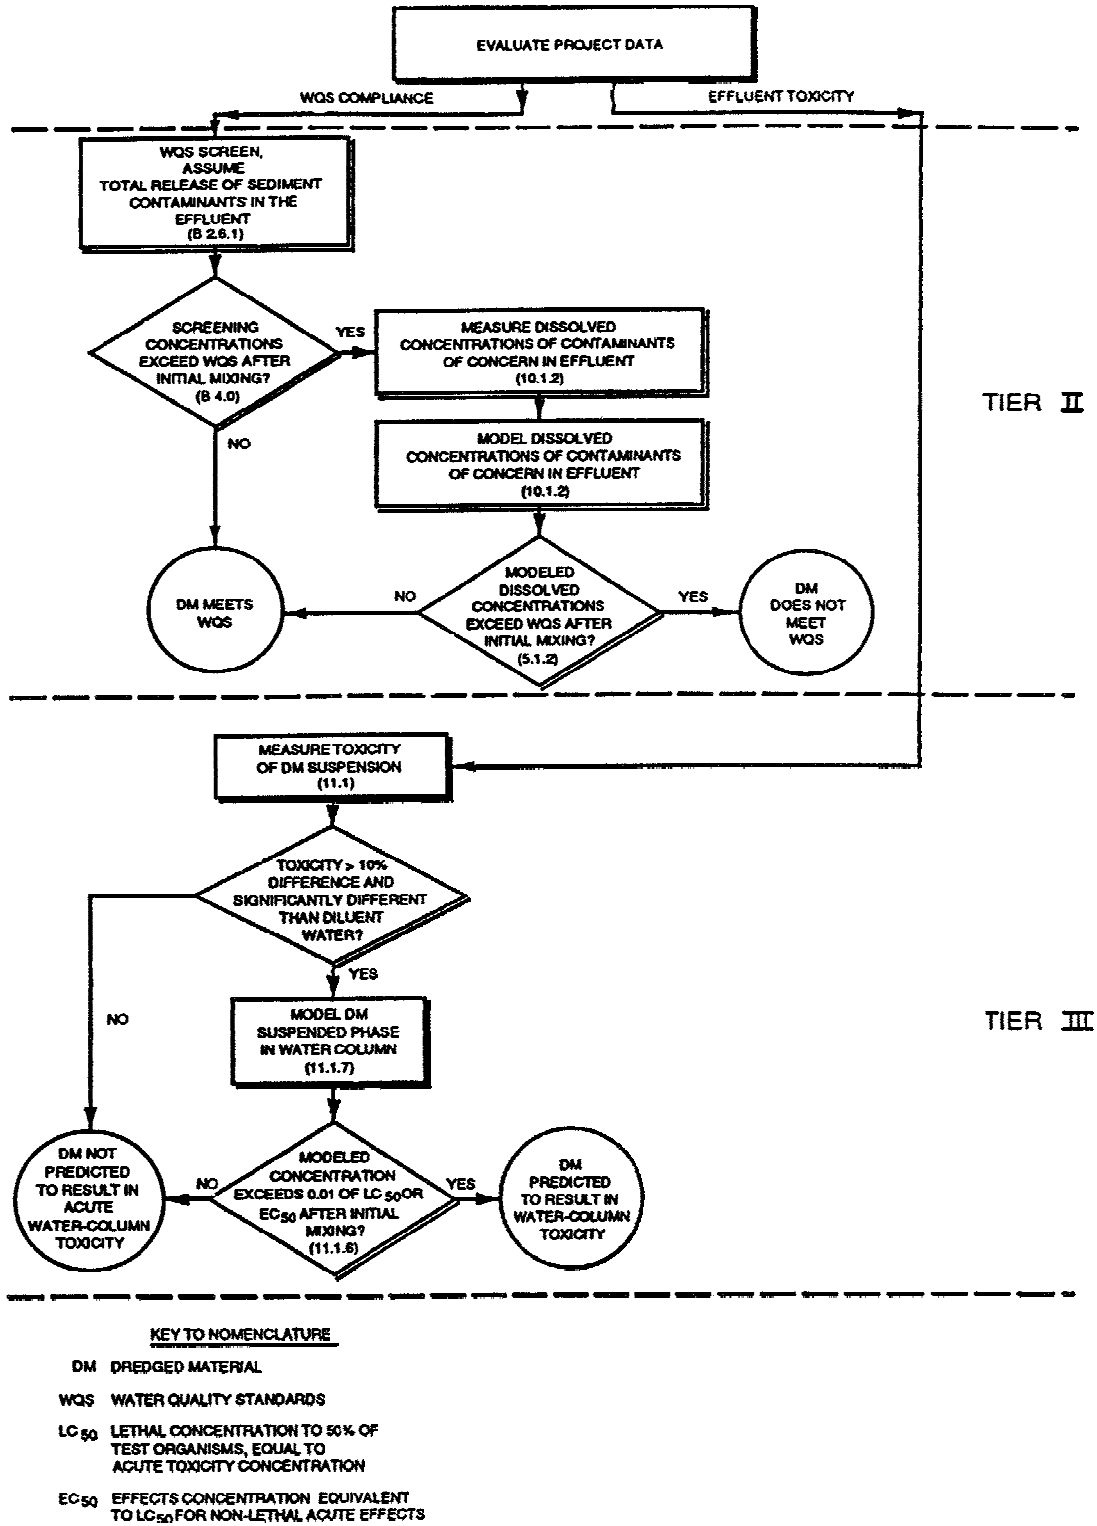 EVALUATE PROJECT DATA
WQS COMPLIANCE
EFFLUENT TOXICITY
WQS SCREEN,
ASSUME
TOTAL RELEASE OF SEDIMENT
CONTAMINANTS IN THE
EFFLUENT
(B 2.6.1)
SCREENING
CONCENTRATIONS
EXCEED WQS AFTER
INITIAL MIXING?
(B 4.0)
YES
MEASURE DISSOLVED
CONCENTRATIONS OF CONTAMINANTS
OF CONCERN IN EFFLUENT
(10.1.2)
TIER II
NO
MODEL DISSOLVED
CONCENTRATIONS OF CONTAMINANTS
OF CONCERN IN EFFLUENT
(10.1.2)
DM MEETS
WQS
NO
MODELED
DISSOLVED
CONCENTRATIONS
EXCEED WQS AFTER
INITIAL MIXING?
(5.1.2)
YES
DM
DOES NOT
MEET
WQS
MEASURE TOXICITY
OF DM SUSPENSION
(11.1)
TOXICITY > 10%
DIFFERENCE AND
SIGNIFICANTLY DIFFERENT
THAN DILUENT
WATER?
YES
NO
MODEL DM
SUSPENDED PHASE
IN WATER COLUMN
(11.1.7)
TIER III
DM NOT
PREDICTED
TO RESULT IN
ACUTE
WATER-COLUMN
TOXICITY
NO
MODELED
CONCENTRATION
EXCEEDS 0.01 OF LC50 OR
EC50 AFTER INITIAL
MIXING?
(11.1.6)
YES
DM
PREDICTED
TO RESULT IN
WATER-COLUMN
TOXICITY
KEY TO NOMENCLATURE
DM DREDGED MATERIAL
WQS WATER QUALITY STANDARDS
LC50 LETHAL CONCENTRATION TO 50% OF
TEST ORGANISMS, EQUAL TO
ACUTE TOXICITY CONCENTRATION
EC50 EFFECTS CONCENTRATION EQUIVALENT
TO LC50 FOR NON-LETHAL ACUTE EFFECTS